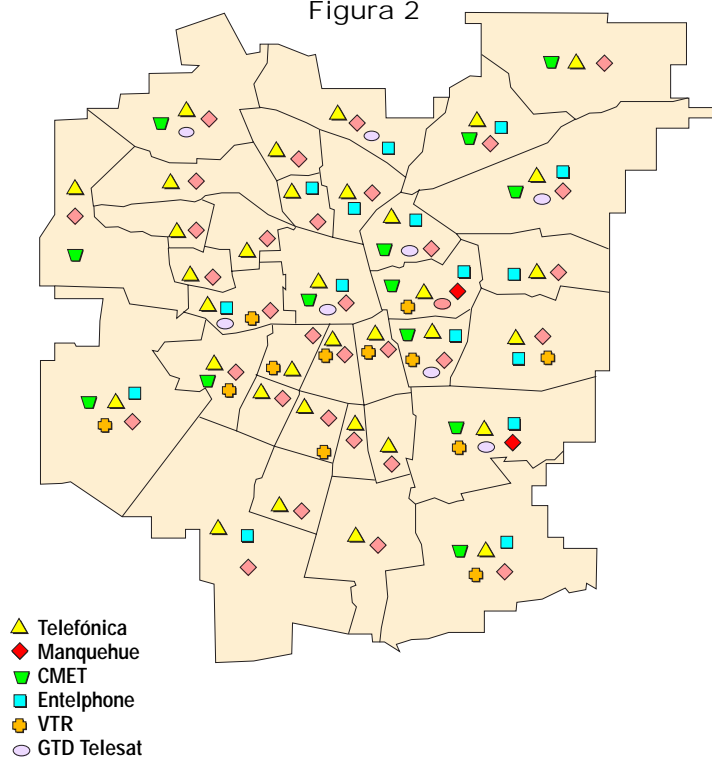 Figura 2
Telefónica
Manquehue
CMET
Entelphone
VTR
GTD Telesat